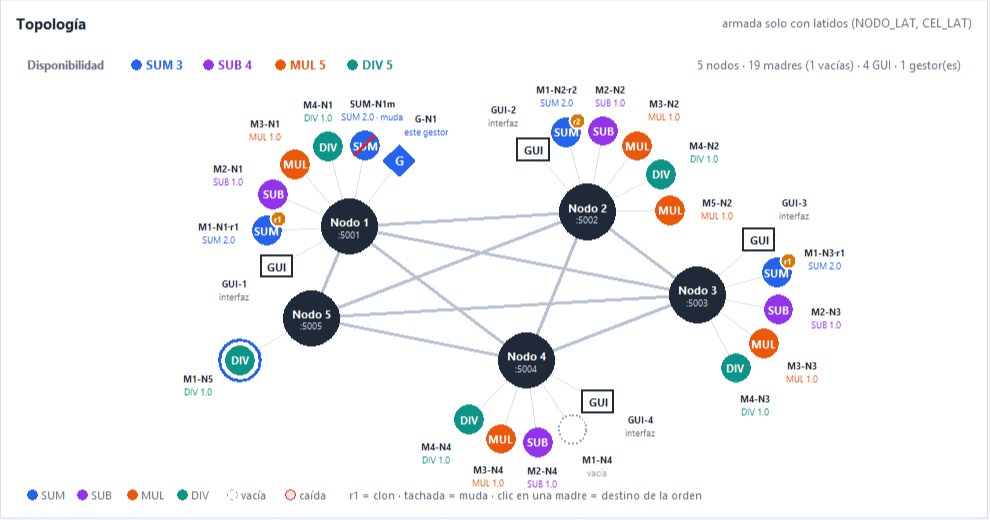 Topología
armada solo con latidos (NODO_LAT, CEL_LAT)
Disponibilidad
SUM 3
SUB 4
MUL 5
DIV 5
5 nodos · 19 madres (1 vacías) · 4 GUI · 1 gestor(es)
M4-N1
DIV 1.0
SUM-N1m
SUM 2.0 · muda
G-N1
este gestor
M3-N1
MUL 1.0
M2-N1
SUB 1.0
M1-N1·r1
SUM 2.0
DIV
SUM
G
MUL
SUB
SUM
r1
GUI
GUI-1
interfaz
Nodo 1
:5001
GUI-2
interfaz
M1-N2·r2
SUM 2.0
M2-N2
SUB 1.0
M3-N2
MUL 1.0
M4-N2
DIV 1.0
M5-N2
MUL 1.0
GUI
SUM
r2
SUB
MUL
DIV
MUL
Nodo 2
:5002
GUI-3
interfaz
GUI
M1-N3·r1
SUM 2.0
SUM
r1
Nodo 3
:5003
SUB
M2-N3
SUB 1.0
MUL
M3-N3
MUL 1.0
DIV
M4-N3
DIV 1.0
Nodo 5
:5005
DIV
M1-N5
DIV 1.0
Nodo 4
:5004
GUI
GUI-4
interfaz
DIV
M4-N4
DIV 1.0
MUL
M3-N4
MUL 1.0
SUB
M2-N4
SUB 1.0
M1-N4
vacía
SUM
SUB
MUL
DIV
vacía
caída
r1 = clon · tachada = muda · clic en una madre = destino de la orden